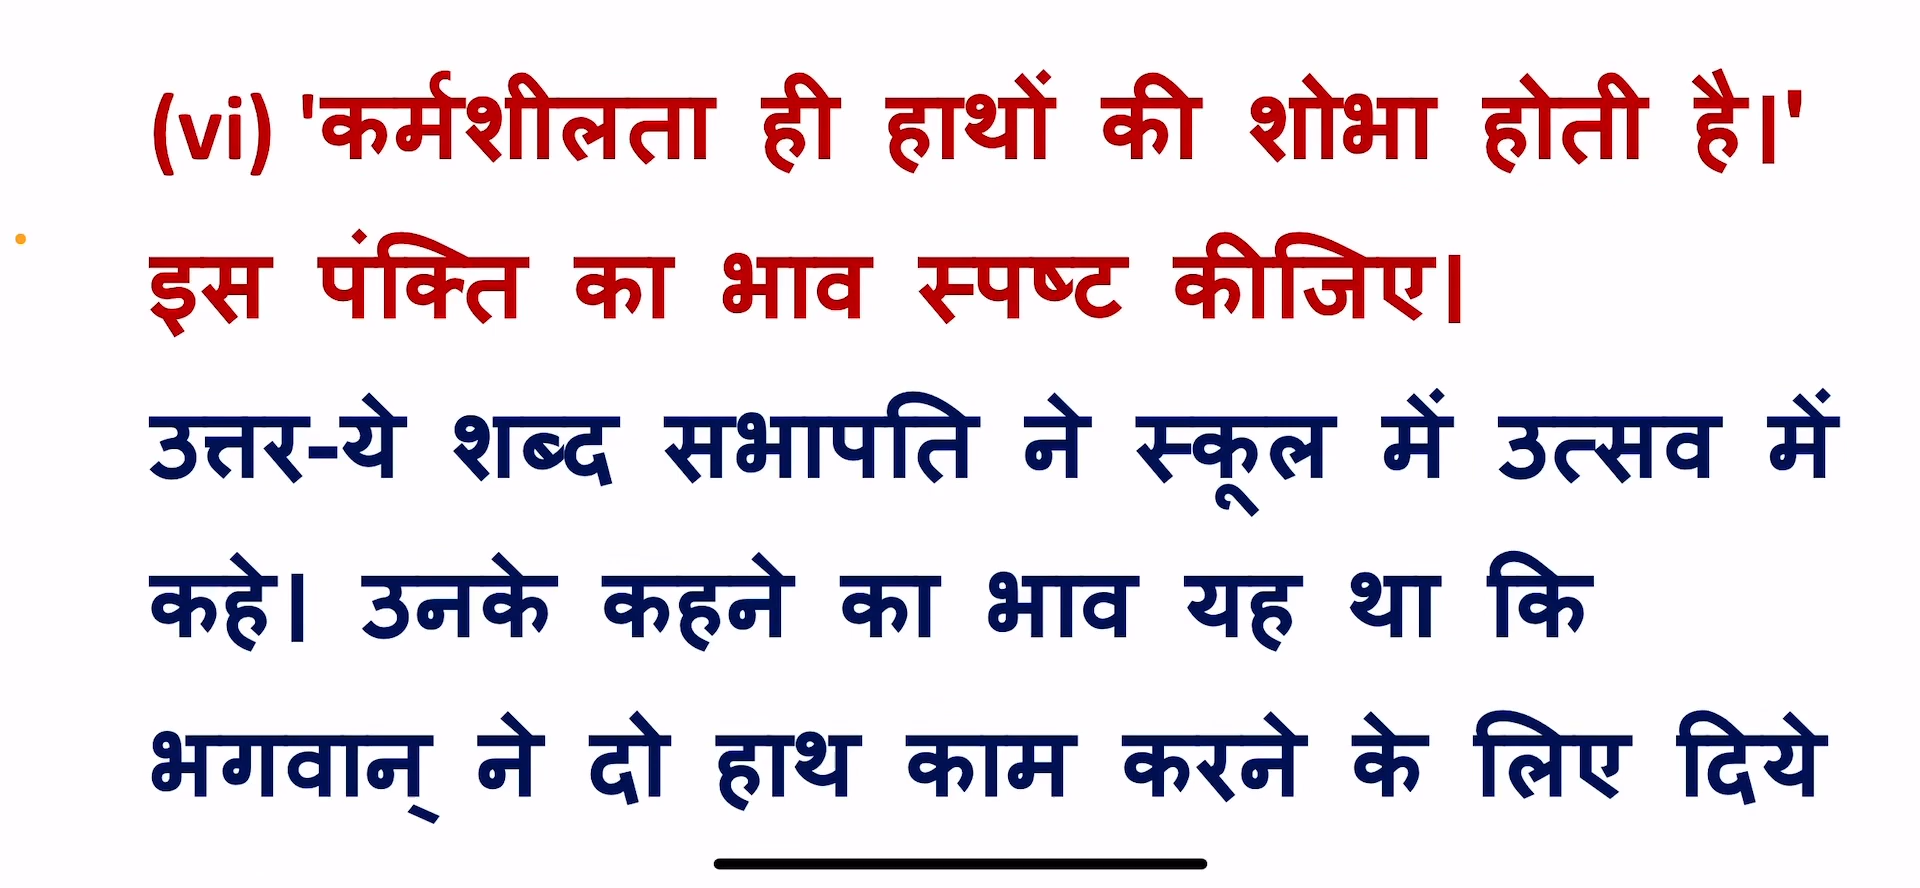 (vi) 'कर्मशीलता ही हाथों की शोभा होती है।'
इस पंक्ति का भाव स्पष्ट कीजिए।
उत्तर-ये शब्द सभापति ने स्कूल में उत्सव में
कहे। उनके कहने का भाव यह था कि
भगवान् ने दो हाथ काम करने के लिए दिये